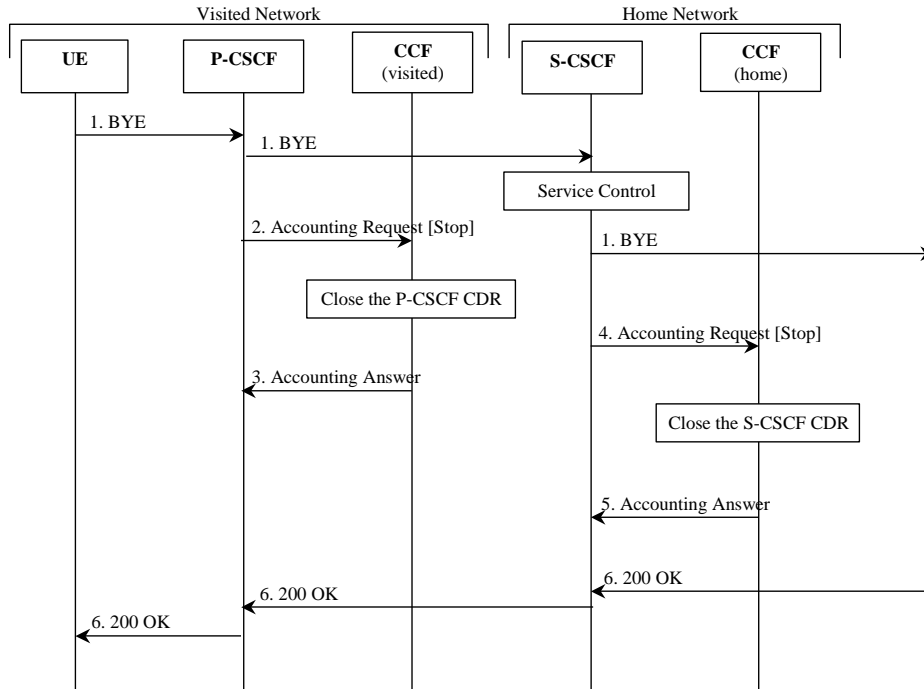 Visited Network
Home Network
UE
P-CSCF
CCF
(visited)
S-CSCF
CCF
(home)
1. BYE
1. BYE
Service Control
2. Accounting Request [Stop]
1. BYE
Close the P-CSCF CDR
4. Accounting Request [Stop]
3. Accounting Answer
Close the S-CSCF CDR
5. Accounting Answer
6. 200 OK
6. 200 OK
6. 200 OK